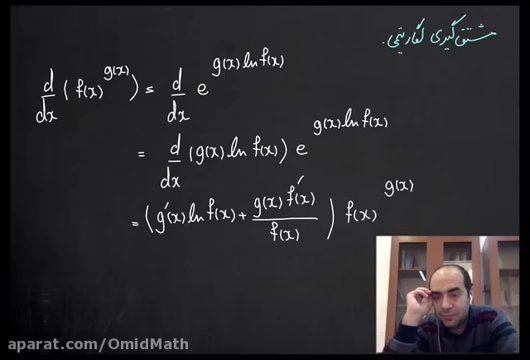 مشتق گیری لگاریتمی.
d/dx (f(x)^g(x)) = d/dx e^g(x) ln f(x)
= d/dx (g(x) ln f(x)) e^g(x) ln f(x)
= (g′(x) ln f(x) + g(x) f′(x) / f(x)) f(x)^g(x)
aparat.com/OmidMath